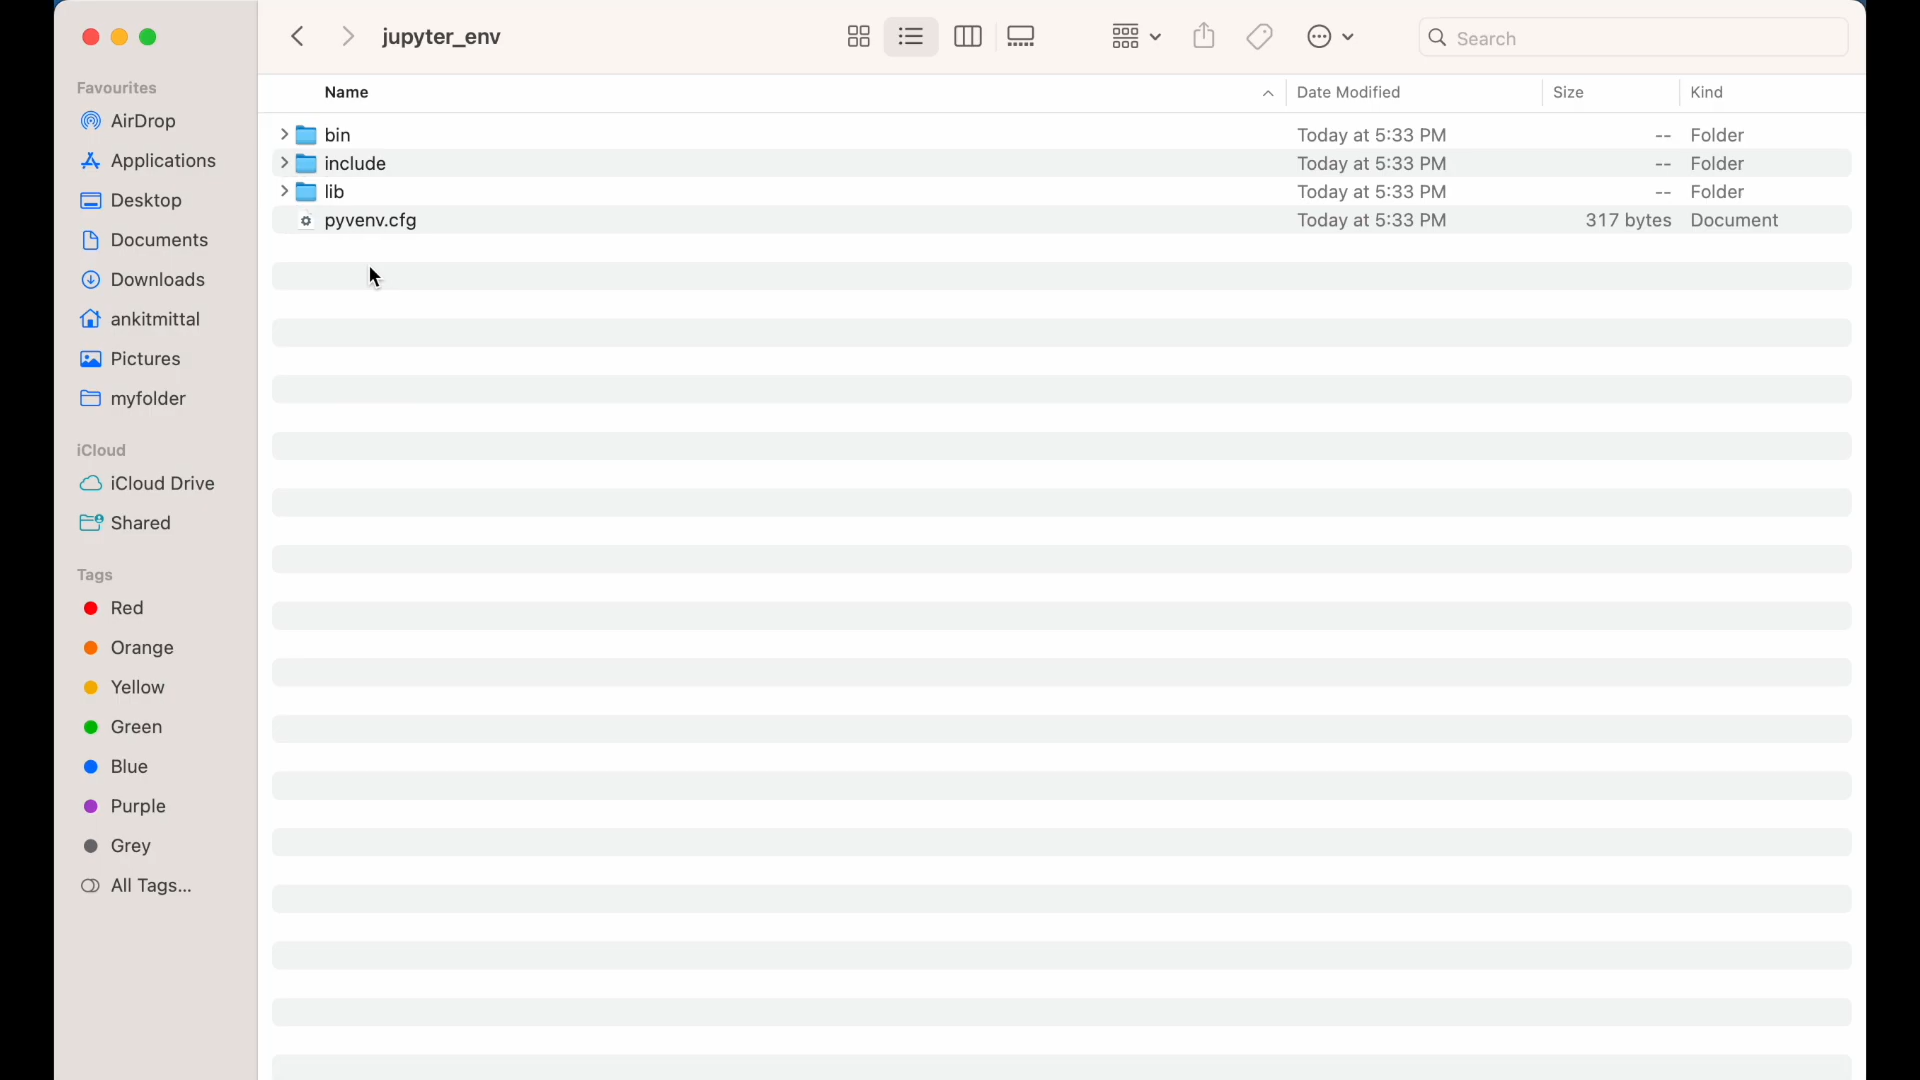 jupyter_env
Search
Favourites
AirDrop
Applications
Desktop
Documents
Downloads
ankitmittal
Pictures
myfolder
iCloud
iCloud Drive
Shared
Tags
Red
Orange
Yellow
Green
Blue
Purple
Grey
All Tags...
Name Date Modified Size Kind
bin Today at 5:33 PM -- Folder
include Today at 5:33 PM -- Folder
lib Today at 5:33 PM -- Folder
pyvenv.cfg Today at 5:33 PM 317 bytes Document